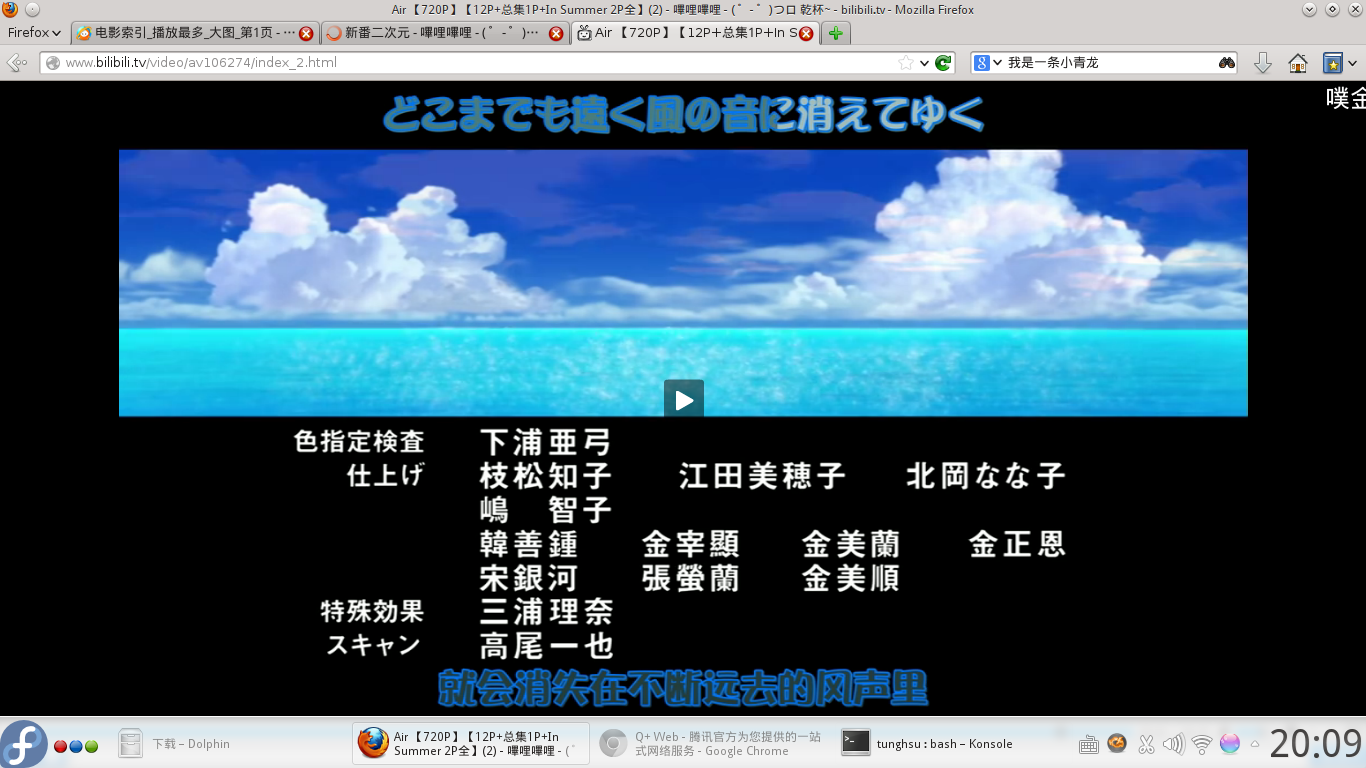 Air【720P】【12P+总集1P+In Summer 2P全】(2) - 嗶哩嗶哩 - ( ゜- ゜)つロ 乾杯~ - bilibili.tv - Mozilla Firefox
Firefox
电影索引_播放最多_大图_第1页 - ···
新番二次元 - 嗶哩嗶哩 - ( ゜- ゜)···
Air【720P】【12P+总集1P+In S
www.bilibili.tv/video/av106274/index_2.html
8
我是一条小青龙
どこまでも遠く風の音に消えてゆく
噗金
色指定検査 下浦亜弓
仕上げ 枝松知子 江田美穂子 北岡なな子
嶋 智子
韓善鍾 金宰顯 金美蘭 金正恩
宋銀河 張螢蘭 金美順
特殊効果 三浦理奈
スキャン 高尾一也
就会消失在不断远去的风声里
下载 – Dolphin
Air【720P】【12P+总集1P+In
Summer 2P全】(2) - 嗶哩嗶哩 - ( ゜
Q+ Web - 腾讯官方为您提供的一站
式网络服务 - Google Chrome
tunghsu : bash – Konsole
20:09